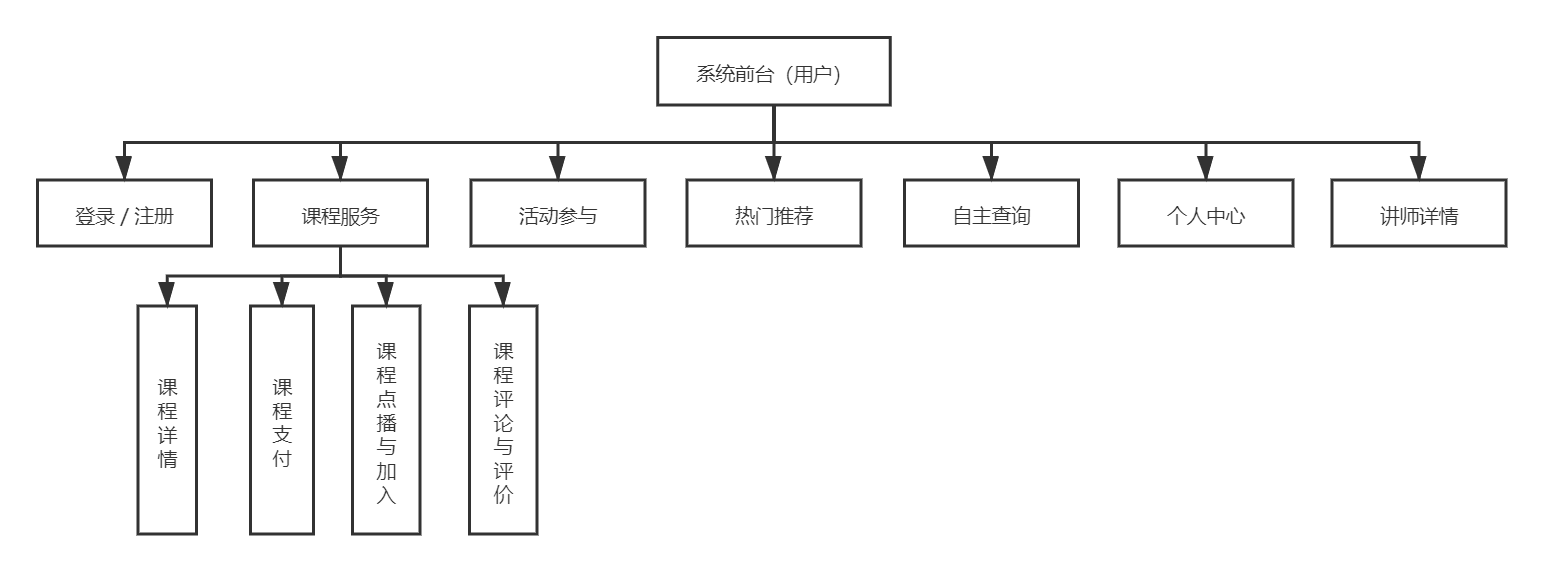 系统前台（用户）
登录 / 注册
课程服务
活动参与
热门推荐
自主查询
个人中心
讲师详情
课程详情
课程支付
课程点播与加入
课程评论与评价